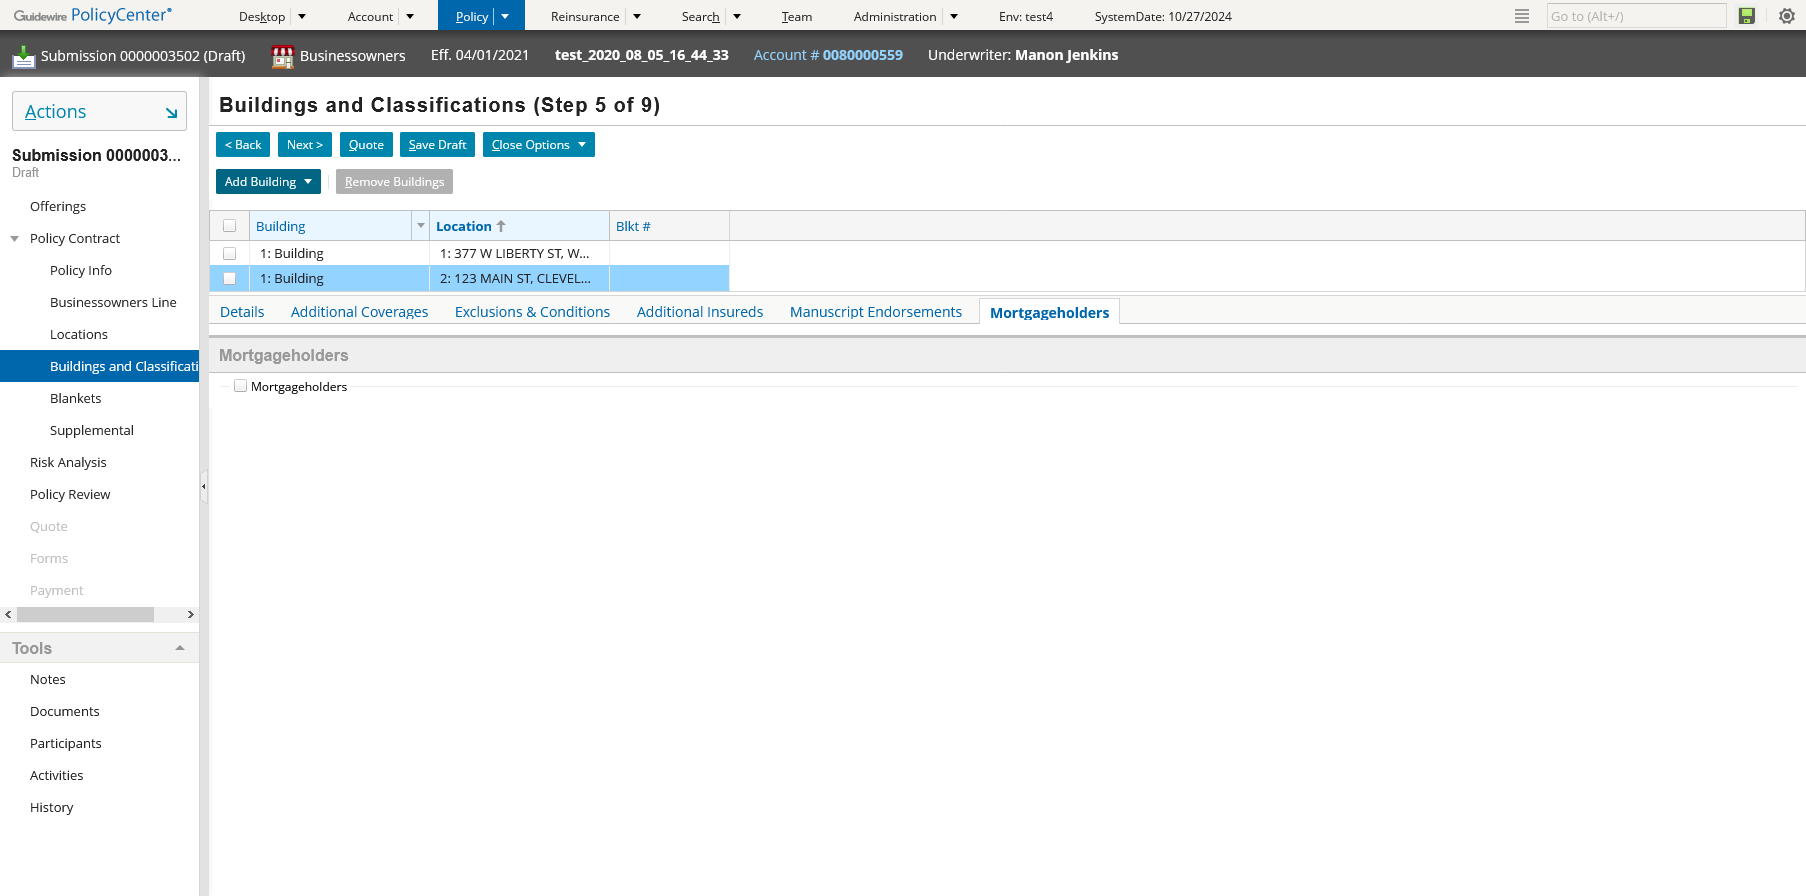 Guidewire PolicyCenter®
Desktop
Account
Policy
Reinsurance
Search
Team
Administration
Env: test4
SystemDate: 10/27/2024
Go to (Alt+/)
Submission 0000003502 (Draft)
Businessowners
Eff. 04/01/2021
test_2020_08_05_16_44_33
Account # 0080000559
Underwriter: Manon Jenkins
Actions
Submission 0000003...
Draft
Offerings
Policy Contract
Policy Info
Businessowners Line
Locations
Buildings and Classificati
Blankets
Supplemental
Risk Analysis
Policy Review
Quote
Forms
Payment
Tools
Notes
Documents
Participants
Activities
History
Buildings and Classifications (Step 5 of 9)
< Back
Next >
Quote
Save Draft
Close Options
Add Building
Remove Buildings
Building
Location
Blkt #
1: Building
1: 377 W LIBERTY ST, W...
1: Building
2: 123 MAIN ST, CLEVEL...
Details
Additional Coverages
Exclusions & Conditions
Additional Insureds
Manuscript Endorsements
Mortgageholders
Mortgageholders
Mortgageholders